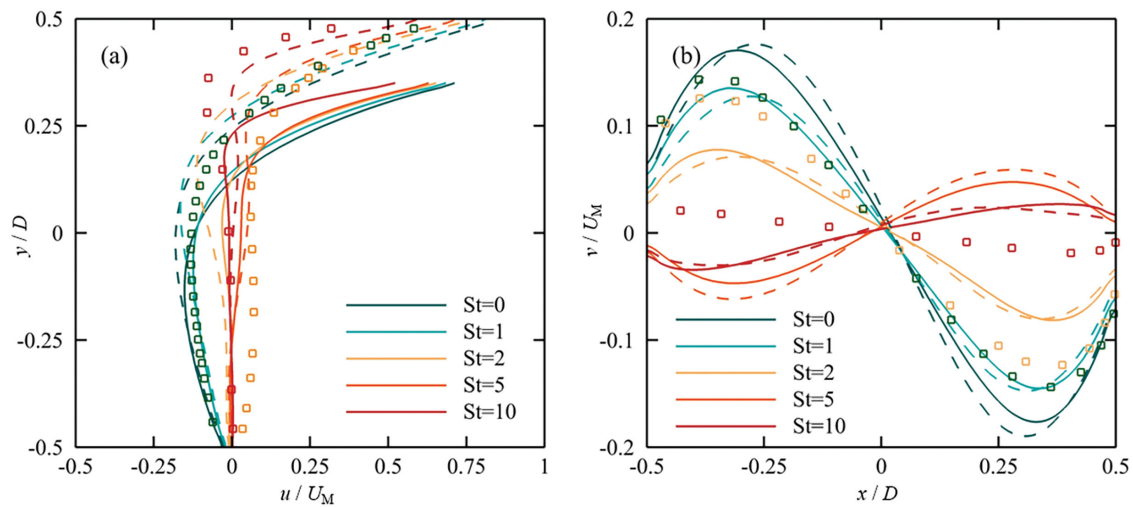 (a)
0.5
0.25
0
-0.25
-0.5
y / D
St=0
St=1
St=2
St=5
St=10
-0.5 -0.25 0 0.25 0.5 0.75 1
u / U_M
(b)
0.2
0.1
0
-0.1
-0.2
v / U_M
St=0
St=1
St=2
St=5
St=10
-0.5 -0.25 0 0.25 0.5
x / D